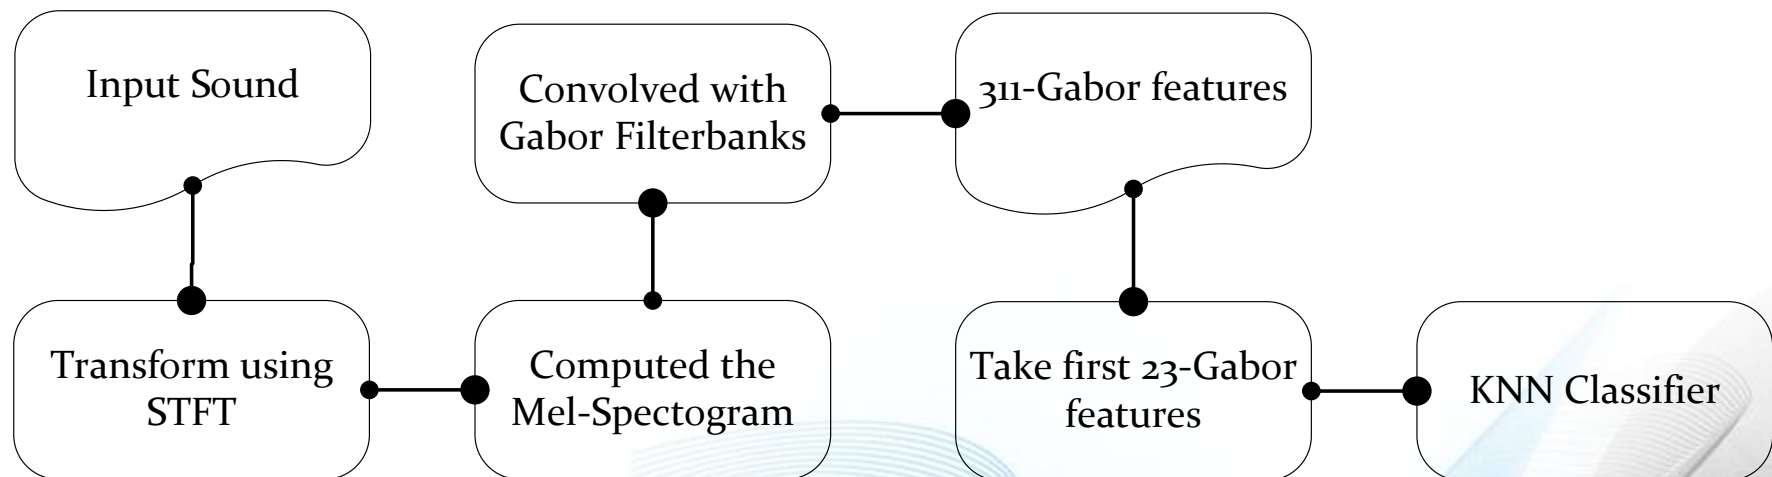 Input Sound
Transform using
STFT
Computed the
Mel-Spectogram
Convolved with
Gabor Filterbanks
311-Gabor features
Take first 23-Gabor
features
KNN Classifier